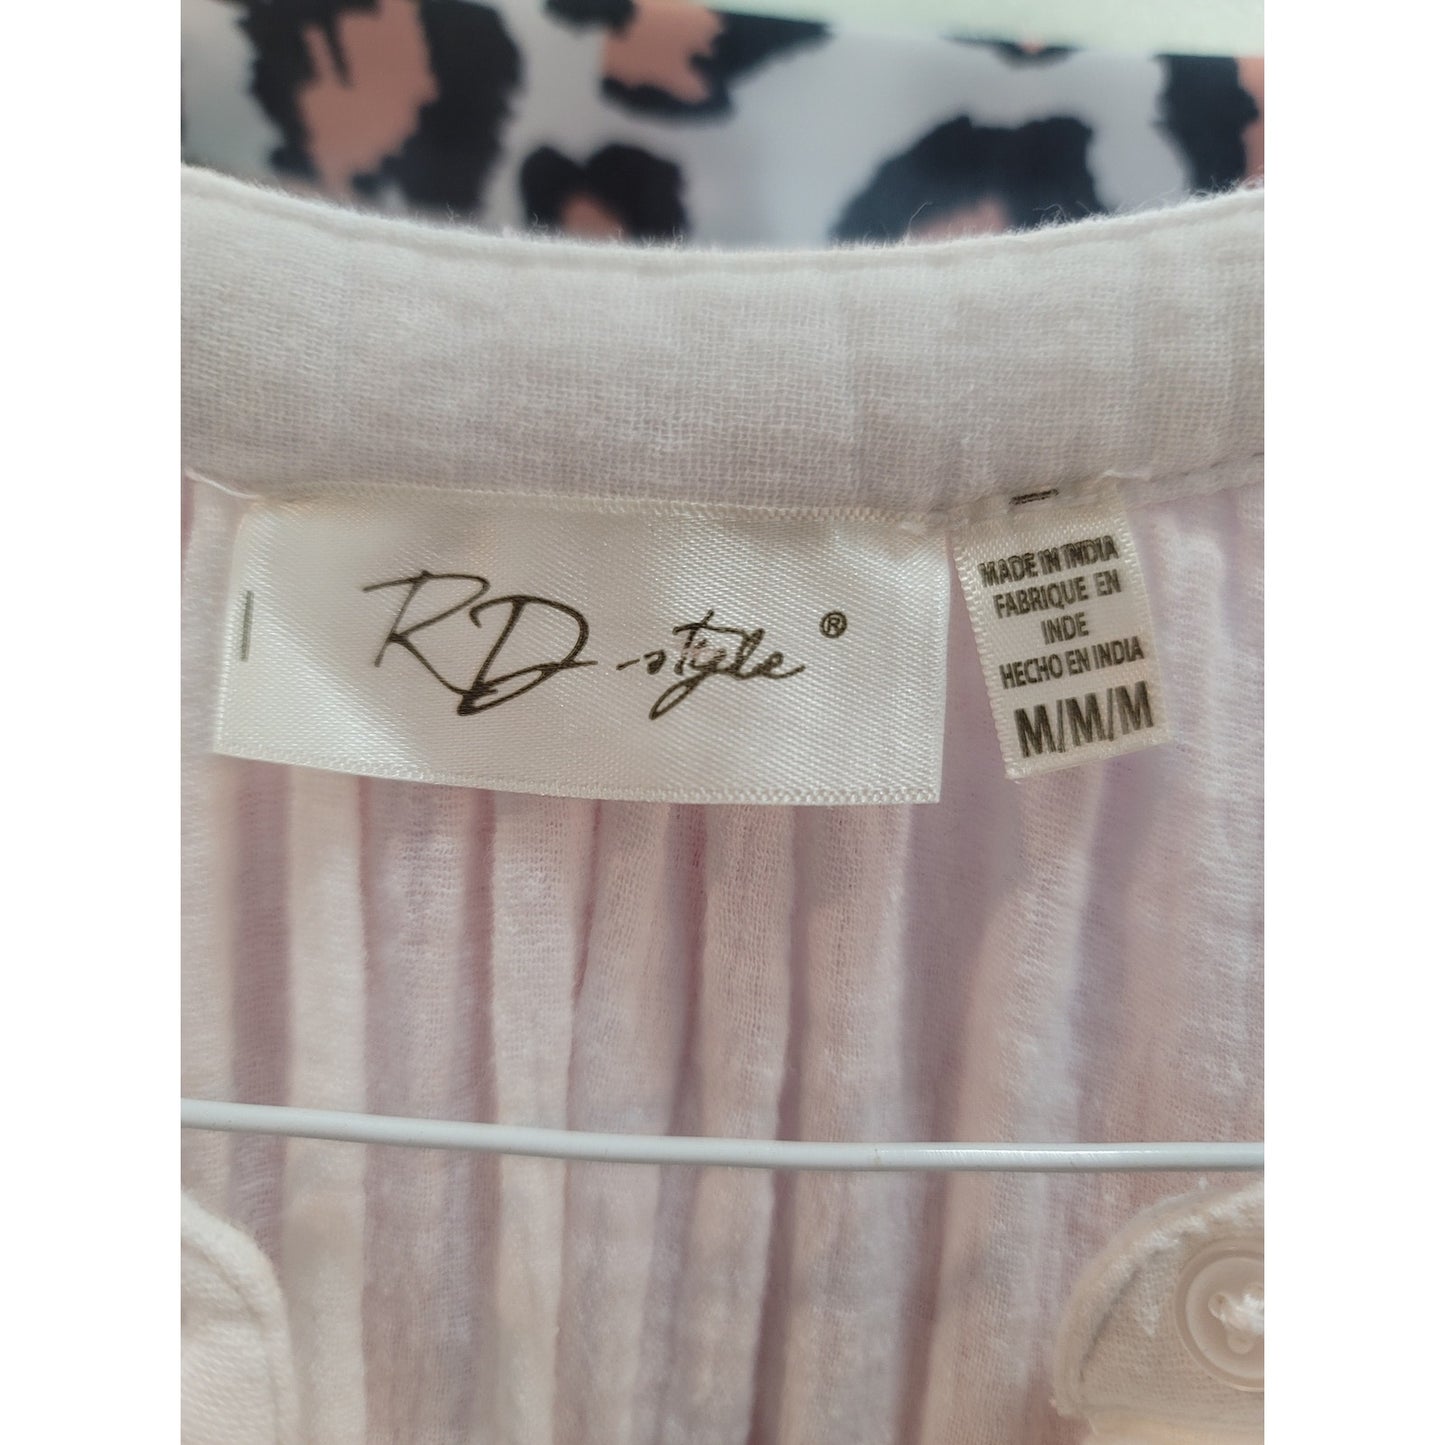 RD-style®
MADE IN INDIA
FABRIQUE EN
INDE
HECHO EN INDIA
M/M/M